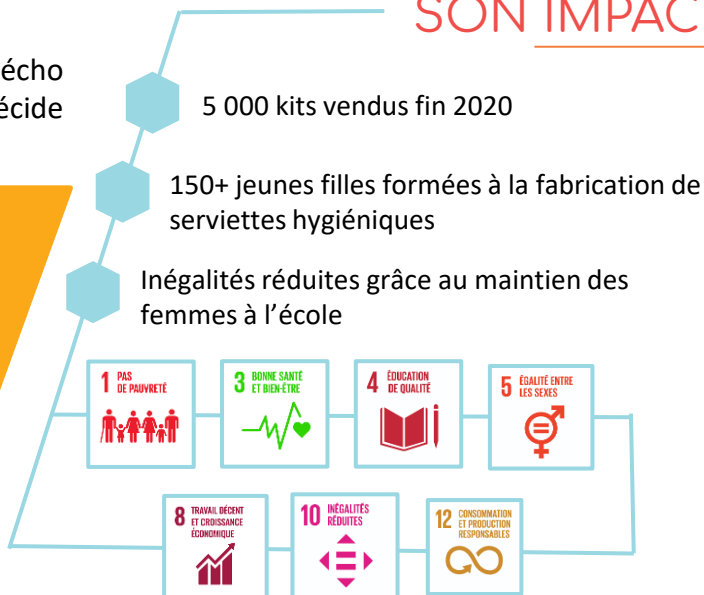 SON IMPAC
écho
écide
5 000 kits vendus fin 2020
150+ jeunes filles formées à la fabrication de
serviettes hygiéniques
Inégalités réduites grâce au maintien des
femmes à l’école
1 PAS
DE PAUVRETÉ
3 BONNE SANTÉ
ET BIEN-ÊTRE
4 ÉDUCATION
DE QUALITÉ
5 ÉGALITÉ ENTRE
LES SEXES
8 TRAVAIL DÉCENT
ET CROISSANCE
ÉCONOMIQUE
10 INÉGALITÉS
RÉDUITES
12 CONSOMMATION
ET PRODUCTION
RESPONSABLES